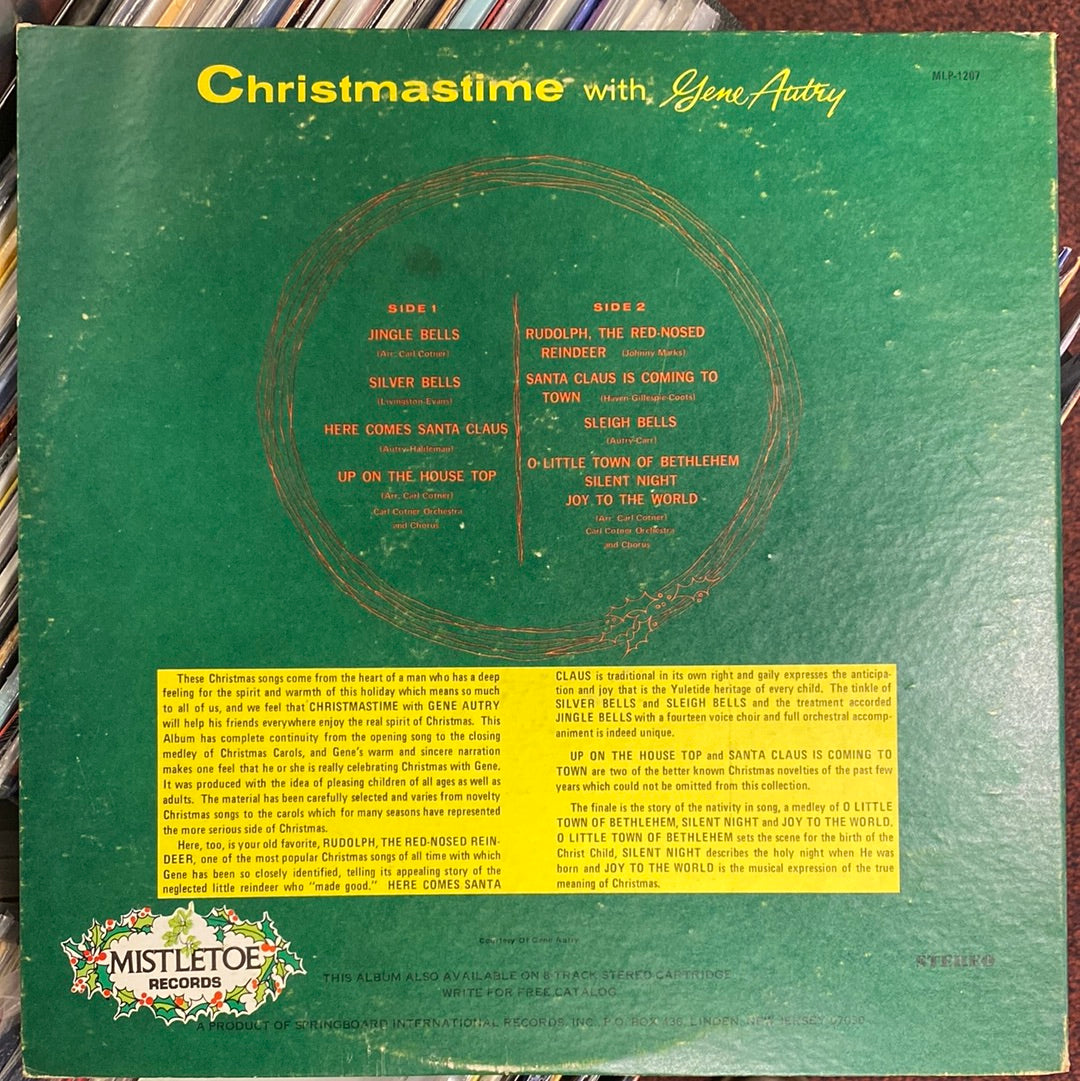 Christmastime with Gene Autry
MLP-1207
SIDE 1
JINGLE BELLS
(Arr. Carl Cotner)
SILVER BELLS
(Livingston-Evans)
HERE COMES SANTA CLAUS
(Autry-Haldeman)
UP ON THE HOUSE TOP
(Arr. Carl Cotner)
Carl Cotner Orchestra
and Chorus
SIDE 2
RUDOLPH, THE RED-NOSED
REINDEER (Johnny Marks)
SANTA CLAUS IS COMING TO
TOWN (Haven-Gillespie-Coots)
SLEIGH BELLS
(Autry-Carr)
O LITTLE TOWN OF BETHLEHEM
SILENT NIGHT
JOY TO THE WORLD
(Arr. Carl Cotner)
Carl Cotner Orchestra
and Chorus
These Christmas songs come from the heart of a man who has a deep
feeling for the spirit and warmth of this holiday which means so much
to all of us, and we feel that CHRISTMASTIME with GENE AUTRY
will help his friends everywhere enjoy the real spirit of Christmas. This
Album has complete continuity from the opening song to the closing
medley of Christmas Carols, and Gene's warm and sincere narration
makes one feel that he or she is really celebrating Christmas with Gene.
It was produced with the idea of pleasing children of all ages as well as
adults. The material has been carefully selected and varies from novelty
Christmas songs to the carols which for many seasons have represented
the more serious side of Christmas.
Here, too, is your old favorite, RUDOLPH, THE RED-NOSED REIN-
DEER, one of the most popular Christmas songs of all time with which
Gene has been so closely identified, telling its appealing story of the
neglected little reindeer who "made good." HERE COMES SANTA
CLAUS is traditional in its own right and gaily expresses the anticipa-
tion and joy that is the Yuletide heritage of every child. The tinkle of
SILVER BELLS and SLEIGH BELLS and the treatment accorded
JINGLE BELLS with a fourteen voice choir and full orchestral accomp-
animent is indeed unique.
UP ON THE HOUSE TOP and SANTA CLAUS IS COMING TO
TOWN are two of the better known Christmas novelties of the past few
years which could not be omitted from this collection.
The finale is the story of the nativity in song, a medley of O LITTLE
TOWN OF BETHLEHEM, SILENT NIGHT and JOY TO THE WORLD.
O LITTLE TOWN OF BETHLEHEM sets the scene for the birth of the
Christ Child, SILENT NIGHT describes the holy night when He was
born and JOY TO THE WORLD is the musical expression of the true
meaning of Christmas.
MISTLETOE
RECORDS
Courtesy Of Gene Autry
STEREO
THIS ALBUM ALSO AVAILABLE ON 8 TRACK STEREO CARTRIDGE
WRITE FOR FREE CATALOG
A PRODUCT OF SPRINGBOARD INTERNATIONAL RECORDS, INC. P.O. BOX 436, LINDEN, NEW JERSEY 07036